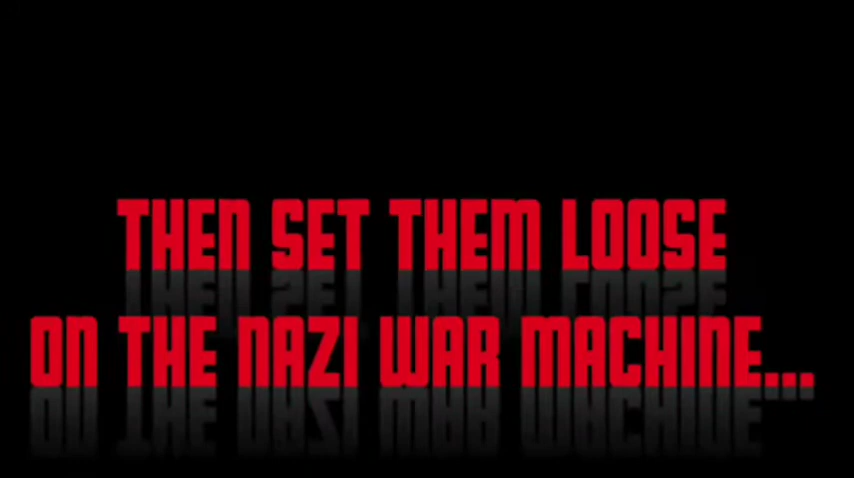 THEN SET THEM LOOSE
ON THE NAZI WAR MACHINE...